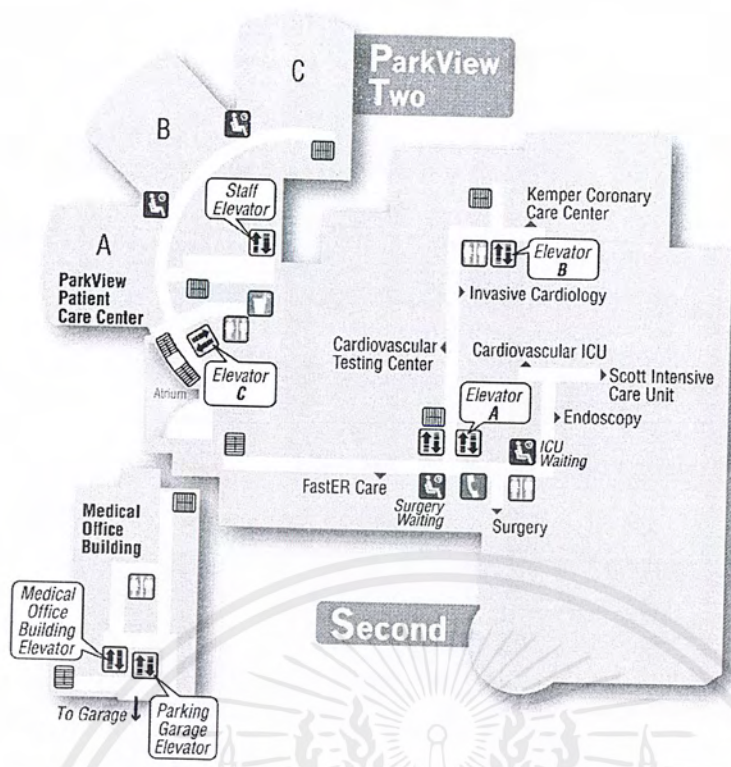 ParkView
Two
C
B
A
Staff
Elevator
Kemper Coronary
Care Center
Elevator
B
ParkView
Patient
Care Center
Invasive Cardiology
Cardiovascular
Testing Center
Cardiovascular ICU
Scott Intensive
Care Unit
Elevator
C
Atrium
Elevator
A
Endoscopy
ICU
Waiting
FastER Care
Surgery
Waiting
Surgery
Medical
Office
Building
Second
Medical
Office
Building
Elevator
To Garage
Parking
Garage
Elevator